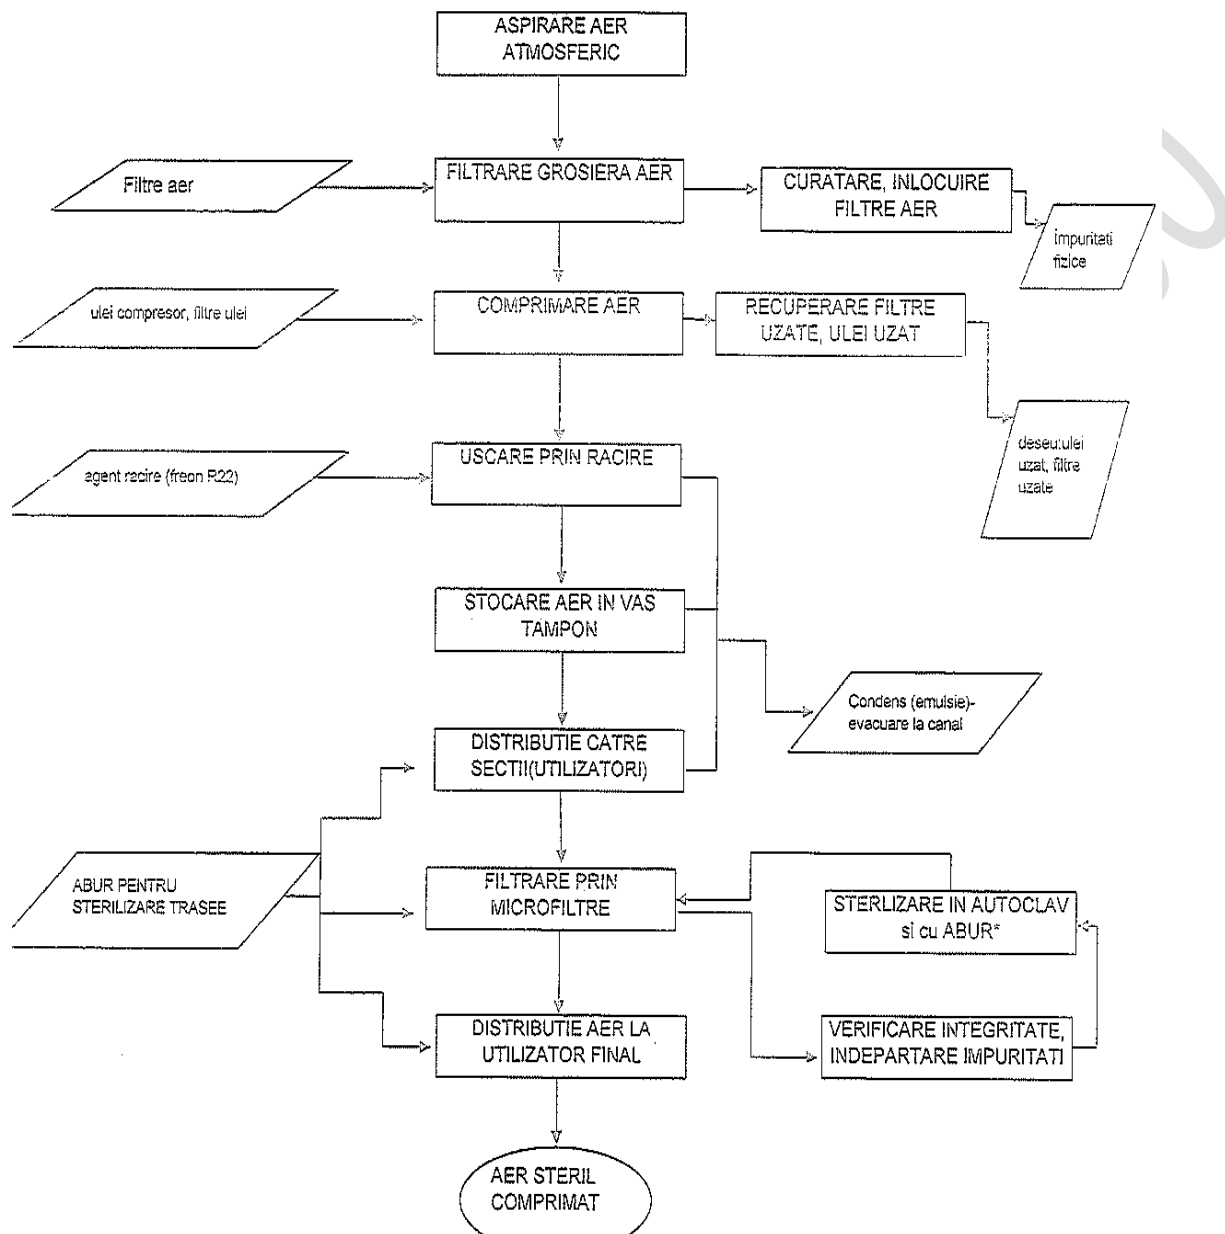 ASPIRARE AER
ATMOSFERIC
Filtre aer
FILTRARE GROSIERA AER
CURATARE, INLOCUIRE
FILTRE AER
impuritati
fizice
ulei compresor, filtre ulei
COMPRIMARE AER
RECUPERARE FILTRE
UZATE, ULEI UZAT
deseu:ulei
uzat, filtre
uzate
agent racire (freon R22)
USCARE PRIN RACIRE
STOCARE AER IN VAS
TAMPON
Condens (emulsie)-
evacuare la canal
DISTRIBUTIE CATRE
SECTII(UTILIZATORI)
ABUR PENTRU
STERILIZARE TRASEE
FILTRARE PRIN
MICROFILTRE
STERLIZARE IN AUTOCLAV
si cu ABUR*
DISTRIBUTIE AER LA
UTILIZATOR FINAL
VERIFICARE INTEGRITATE,
INDEPARTARE IMPURITATI
AER STERIL
COMPRIMAT